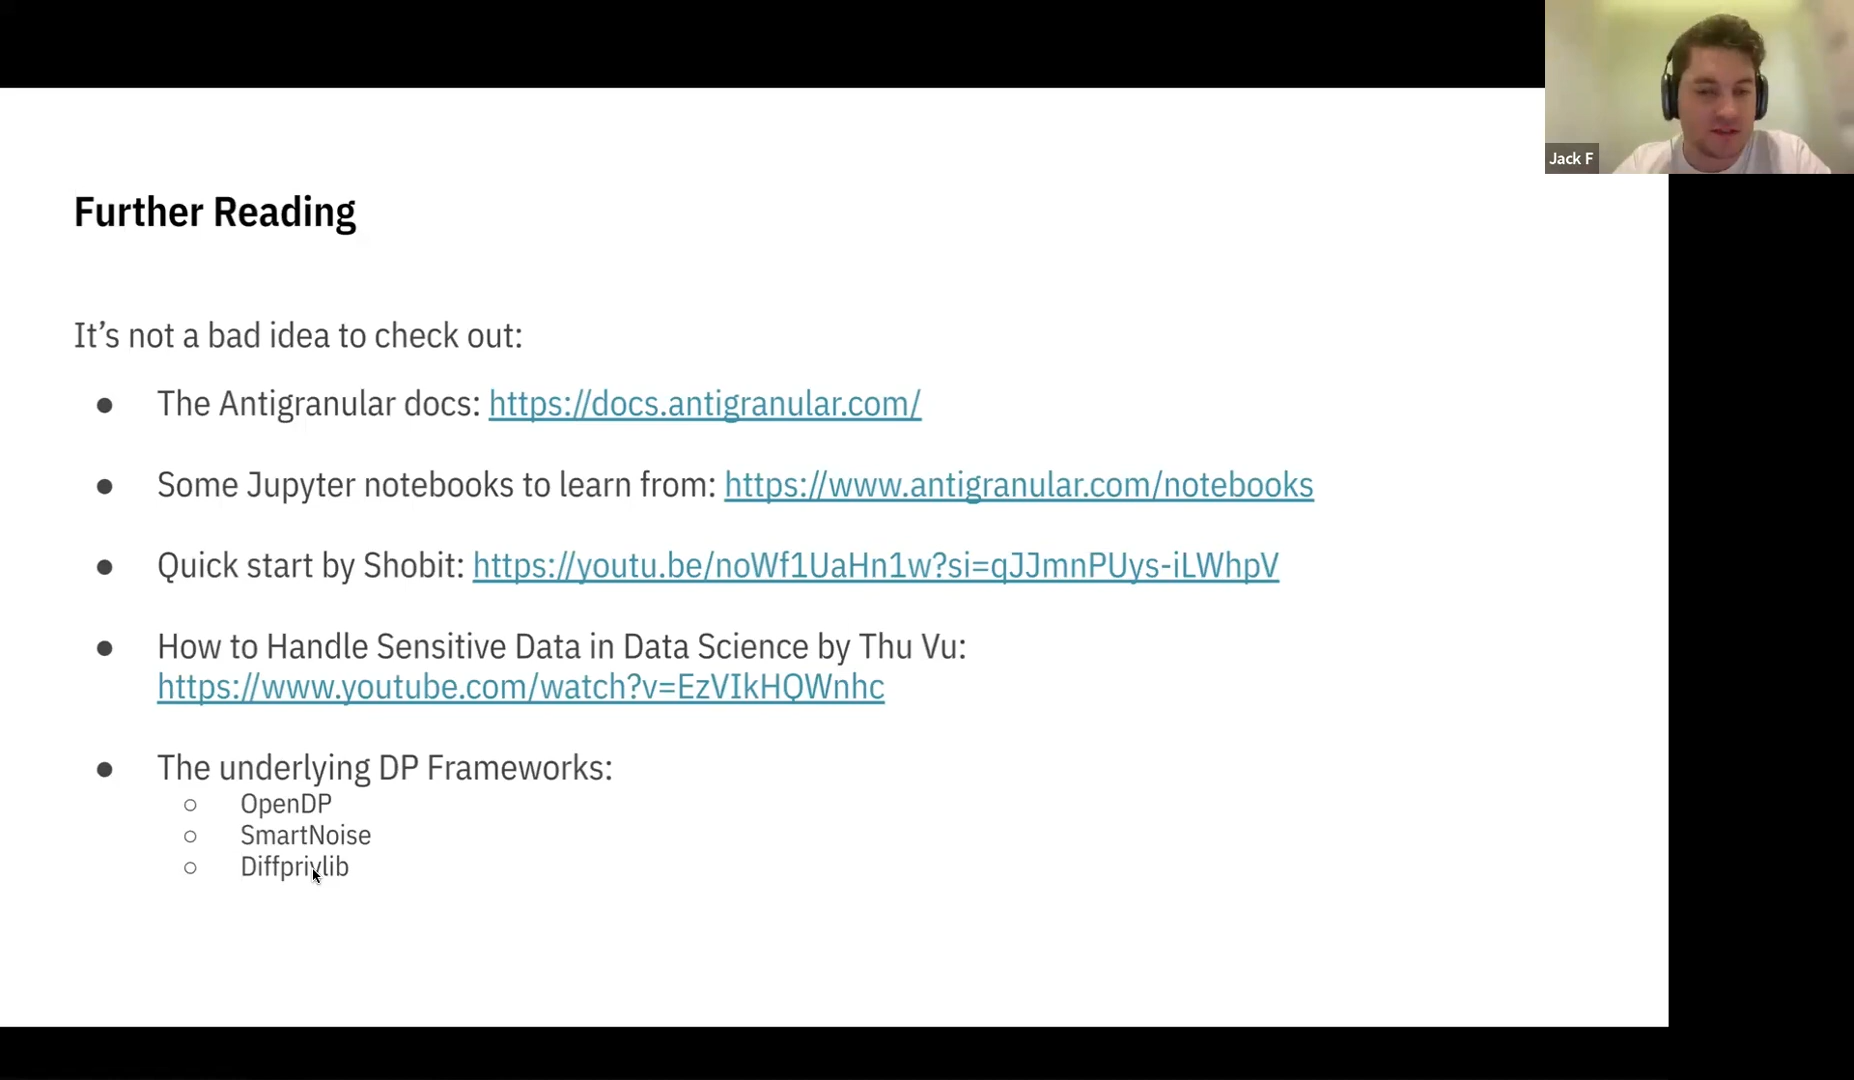 Jack F
Further Reading
It’s not a bad idea to check out:
● The Antigranular docs: https://docs.antigranular.com/
● Some Jupyter notebooks to learn from: https://www.antigranular.com/notebooks
● Quick start by Shobit: https://youtu.be/noWf1UaHn1w?si=qJJmnPUys-iLWhpV
● How to Handle Sensitive Data in Data Science by Thu Vu:
https://www.youtube.com/watch?v=EzVIkHQWnhc
● The underlying DP Frameworks:
○ OpenDP
○ SmartNoise
○ Diffprivlib